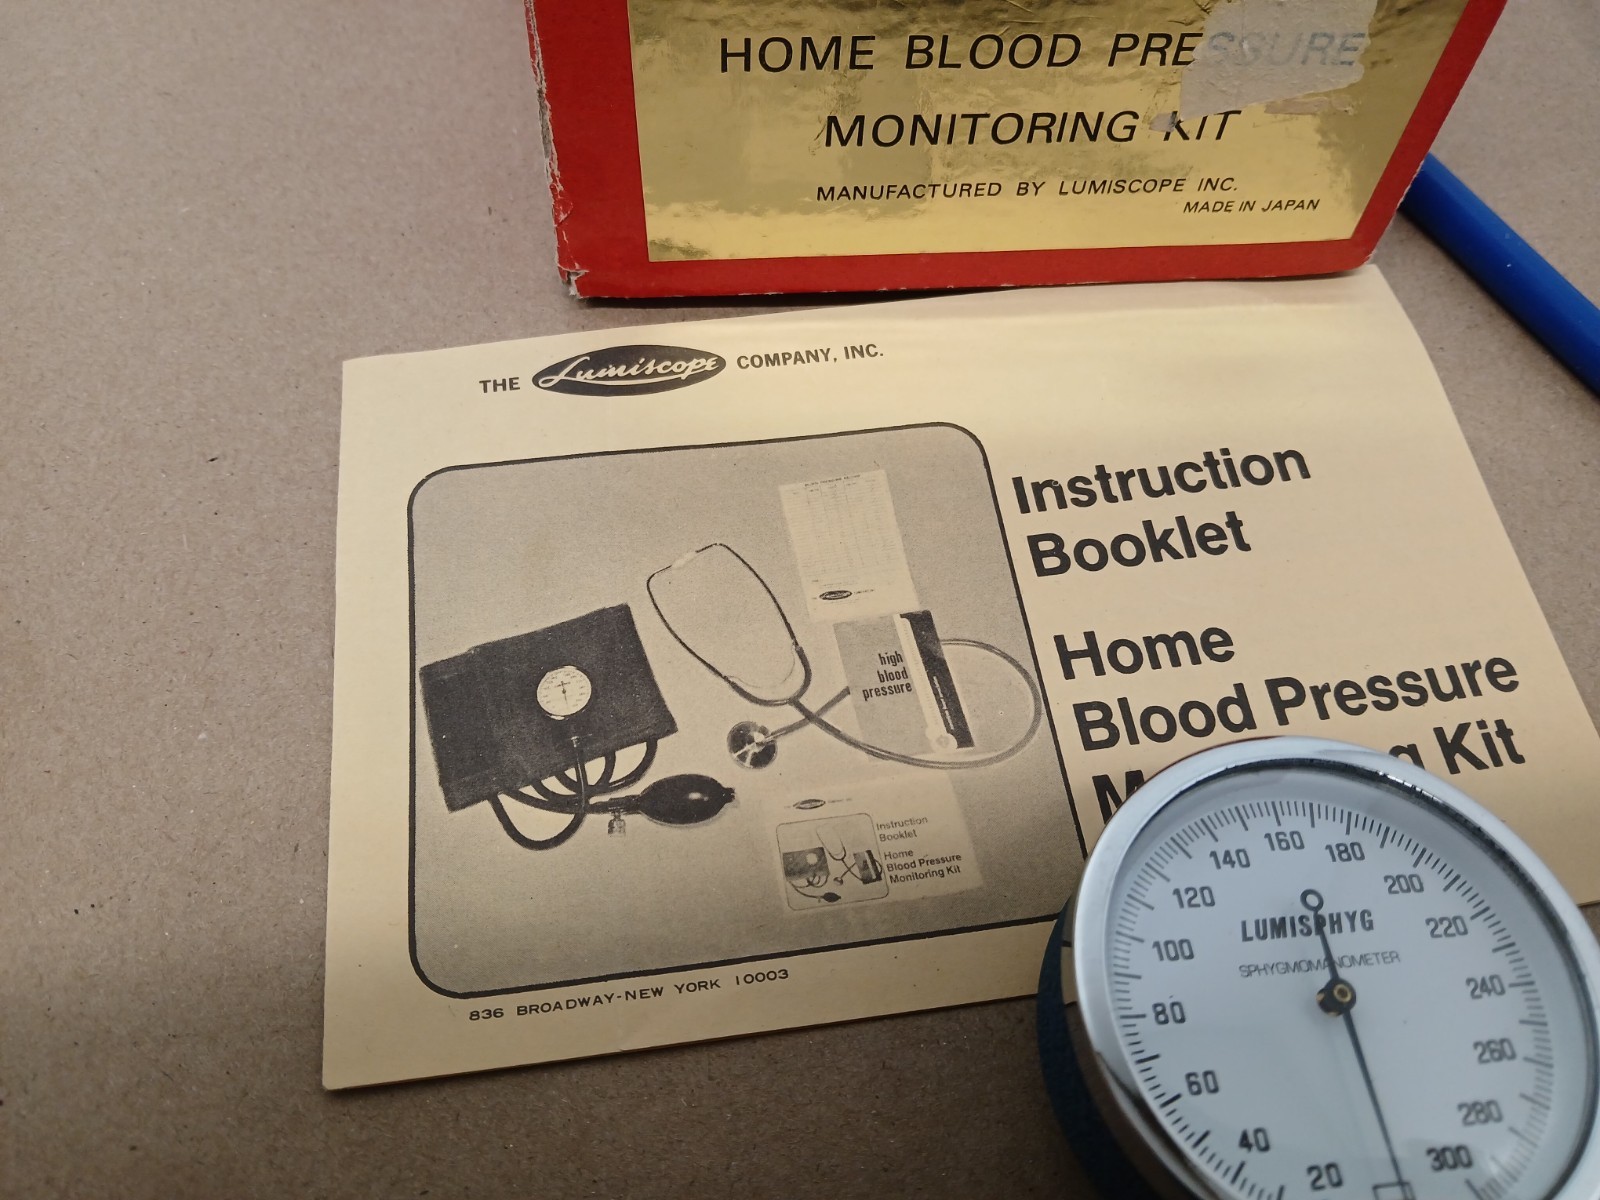 HOME BLOOD PRESSURE
MONITORING KIT
MANUFACTURED BY LUMISCOPE INC.
MADE IN JAPAN
THE Lumiscope COMPANY, INC.
Instruction
Booklet
Home
Blood Pressure
M g Kit
high
blood
pressure
Instruction
Booklet
Home
Blood Pressure
Monitoring Kit
836 BROADWAY-NEW YORK 10003
LUMISPHYG
SPHYGMOMANOMETER
20
40
60
80
100
120
140
160
180
200
220
240
260
280
300